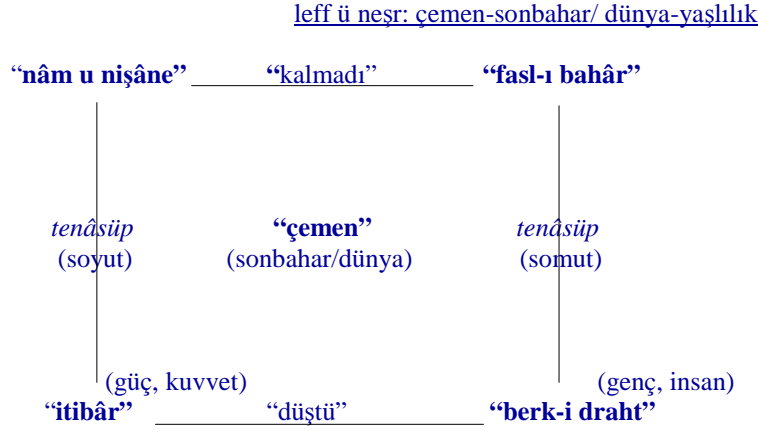 leff ü neşr: çemen-sonbahar/ dünya-yaşlılık
“nâm u nişâne” “kalmadı” “fasl-ı bahâr”
tenâsüp “çemen” tenâsüp
(soyut) (sonbahar/dünya) (somut)
(güç, kuvvet) (genç, insan)
“itibâr” “düştü” “berk-i draht”